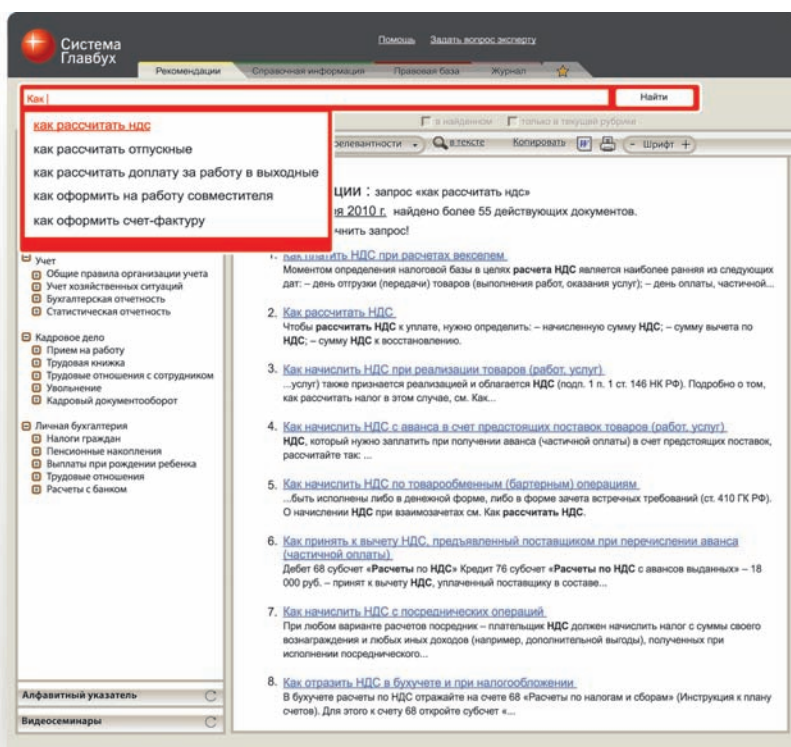 Система
Главбух
Помощь Задать вопрос эксперту
Рекомендации Справочная информация Правовая база Журнал
Как
Найти
в найденном только в текущей рубрике
как рассчитать ндс
как рассчитать отпускные
как рассчитать доплату за работу в выходные
как оформить на работу совместителя
как оформить счет-фактуру
релевантности в тексте Копировать W - Шрифт +
ции : запрос «как рассчитать ндс»
я 2010 г. найдено более 55 действующих документов.
чнить запрос!
Учет
Общие правила организации учета
Учет хозяйственных ситуаций
Бухгалтерская отчетность
Статистическая отчетность
Кадровое дело
Прием на работу
Трудовая книжка
Трудовые отношения с сотрудником
Увольнение
Кадровый документооборот
Личная бухгалтерия
Налоги граждан
Пенсионные накопления
Выплаты при рождении ребенка
Трудовые отношения
Расчеты с банком
Алфавитный указатель
Видеосеминары
1. Как платить НДС при расчетах векселем
Моментом определения налоговой базы в целях расчета НДС является наиболее ранняя из следующих
дат: – день отгрузки (передачи) товаров (выполнения работ, оказания услуг); – день оплаты, частичной...
2. Как рассчитать НДС
Чтобы рассчитать НДС к уплате, нужно определить: – начисленную сумму НДС; – сумму вычета по
НДС; – сумму НДС к восстановлению.
3. Как начислить НДС при реализации товаров (работ, услуг)
...услуг) также признается реализацией и облагается НДС (подп. 1 п. 1 ст. 146 НК РФ). Подробно о том,
как рассчитать налог в этом случае, см. Как...
4. Как начислить НДС с аванса в счет предстоящих поставок товаров (работ, услуг)
НДС, который нужно заплатить при получении аванса (частичной оплаты) в счет предстоящих поставок,
рассчитайте так: ...
5. Как начислить НДС по товарообменным (бартерным) операциям
...быть исполнены либо в денежной форме, либо в форме зачета встречных требований (ст. 410 ГК РФ).
О начислении НДС при взаимозачетах см. Как рассчитать НДС.
6. Как принять к вычету НДС, предъявленный поставщиком при перечислении аванса
(частичной оплаты)
Дебет 68 субсчет «Расчеты по НДС» Кредит 76 субсчет «Расчеты по НДС с авансов выданных» – 18
000 руб. – принят к вычету НДС, уплаченный поставщику в составе...
7. Как начислить НДС с посреднических операций
При любом варианте расчетов посредник – плательщик НДС должен начислить налог с суммы своего
вознаграждения и любых иных доходов (например, дополнительной выгоды), полученных при
исполнении посреднического...
8. Как отразить НДС в бухучете и при налогообложении
В бухучете расчеты по НДС отражайте на счете 68 «Расчеты по налогам и сборам» (Инструкция к плану
счетов). Для этого к счету 68 откройте субсчет «...